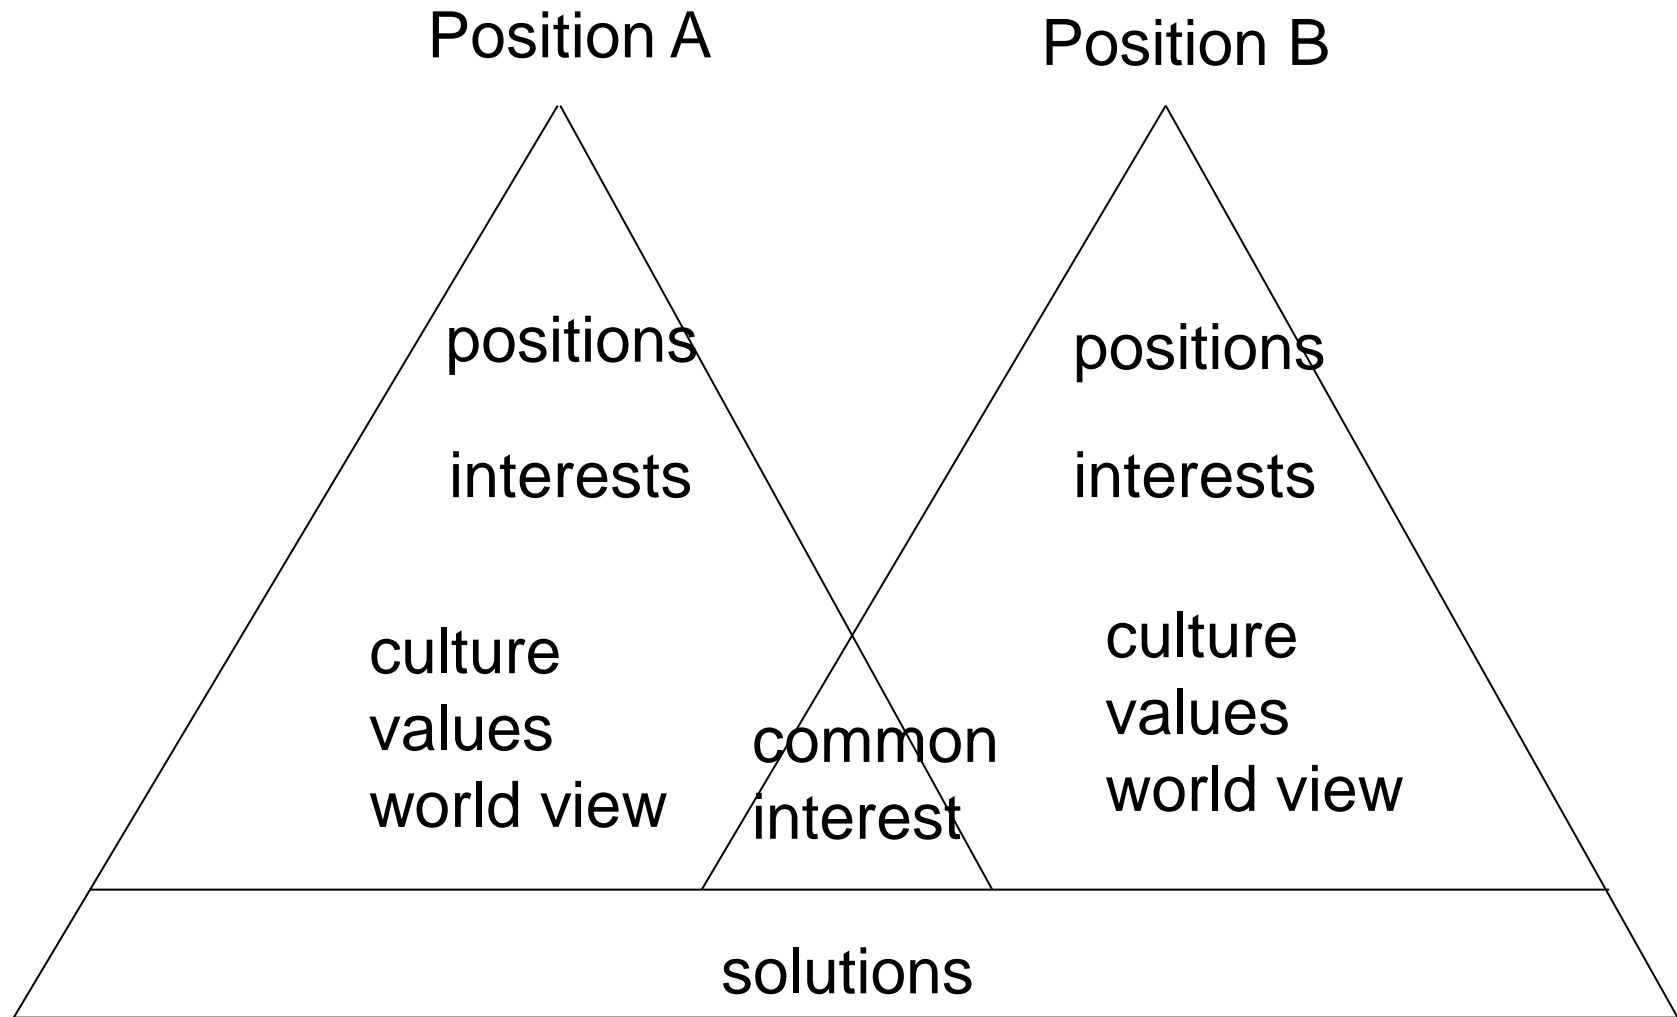 Position A
Position B
positions
positions
interests
interests
culture
values
world view
common
interest
culture
values
world view
solutions